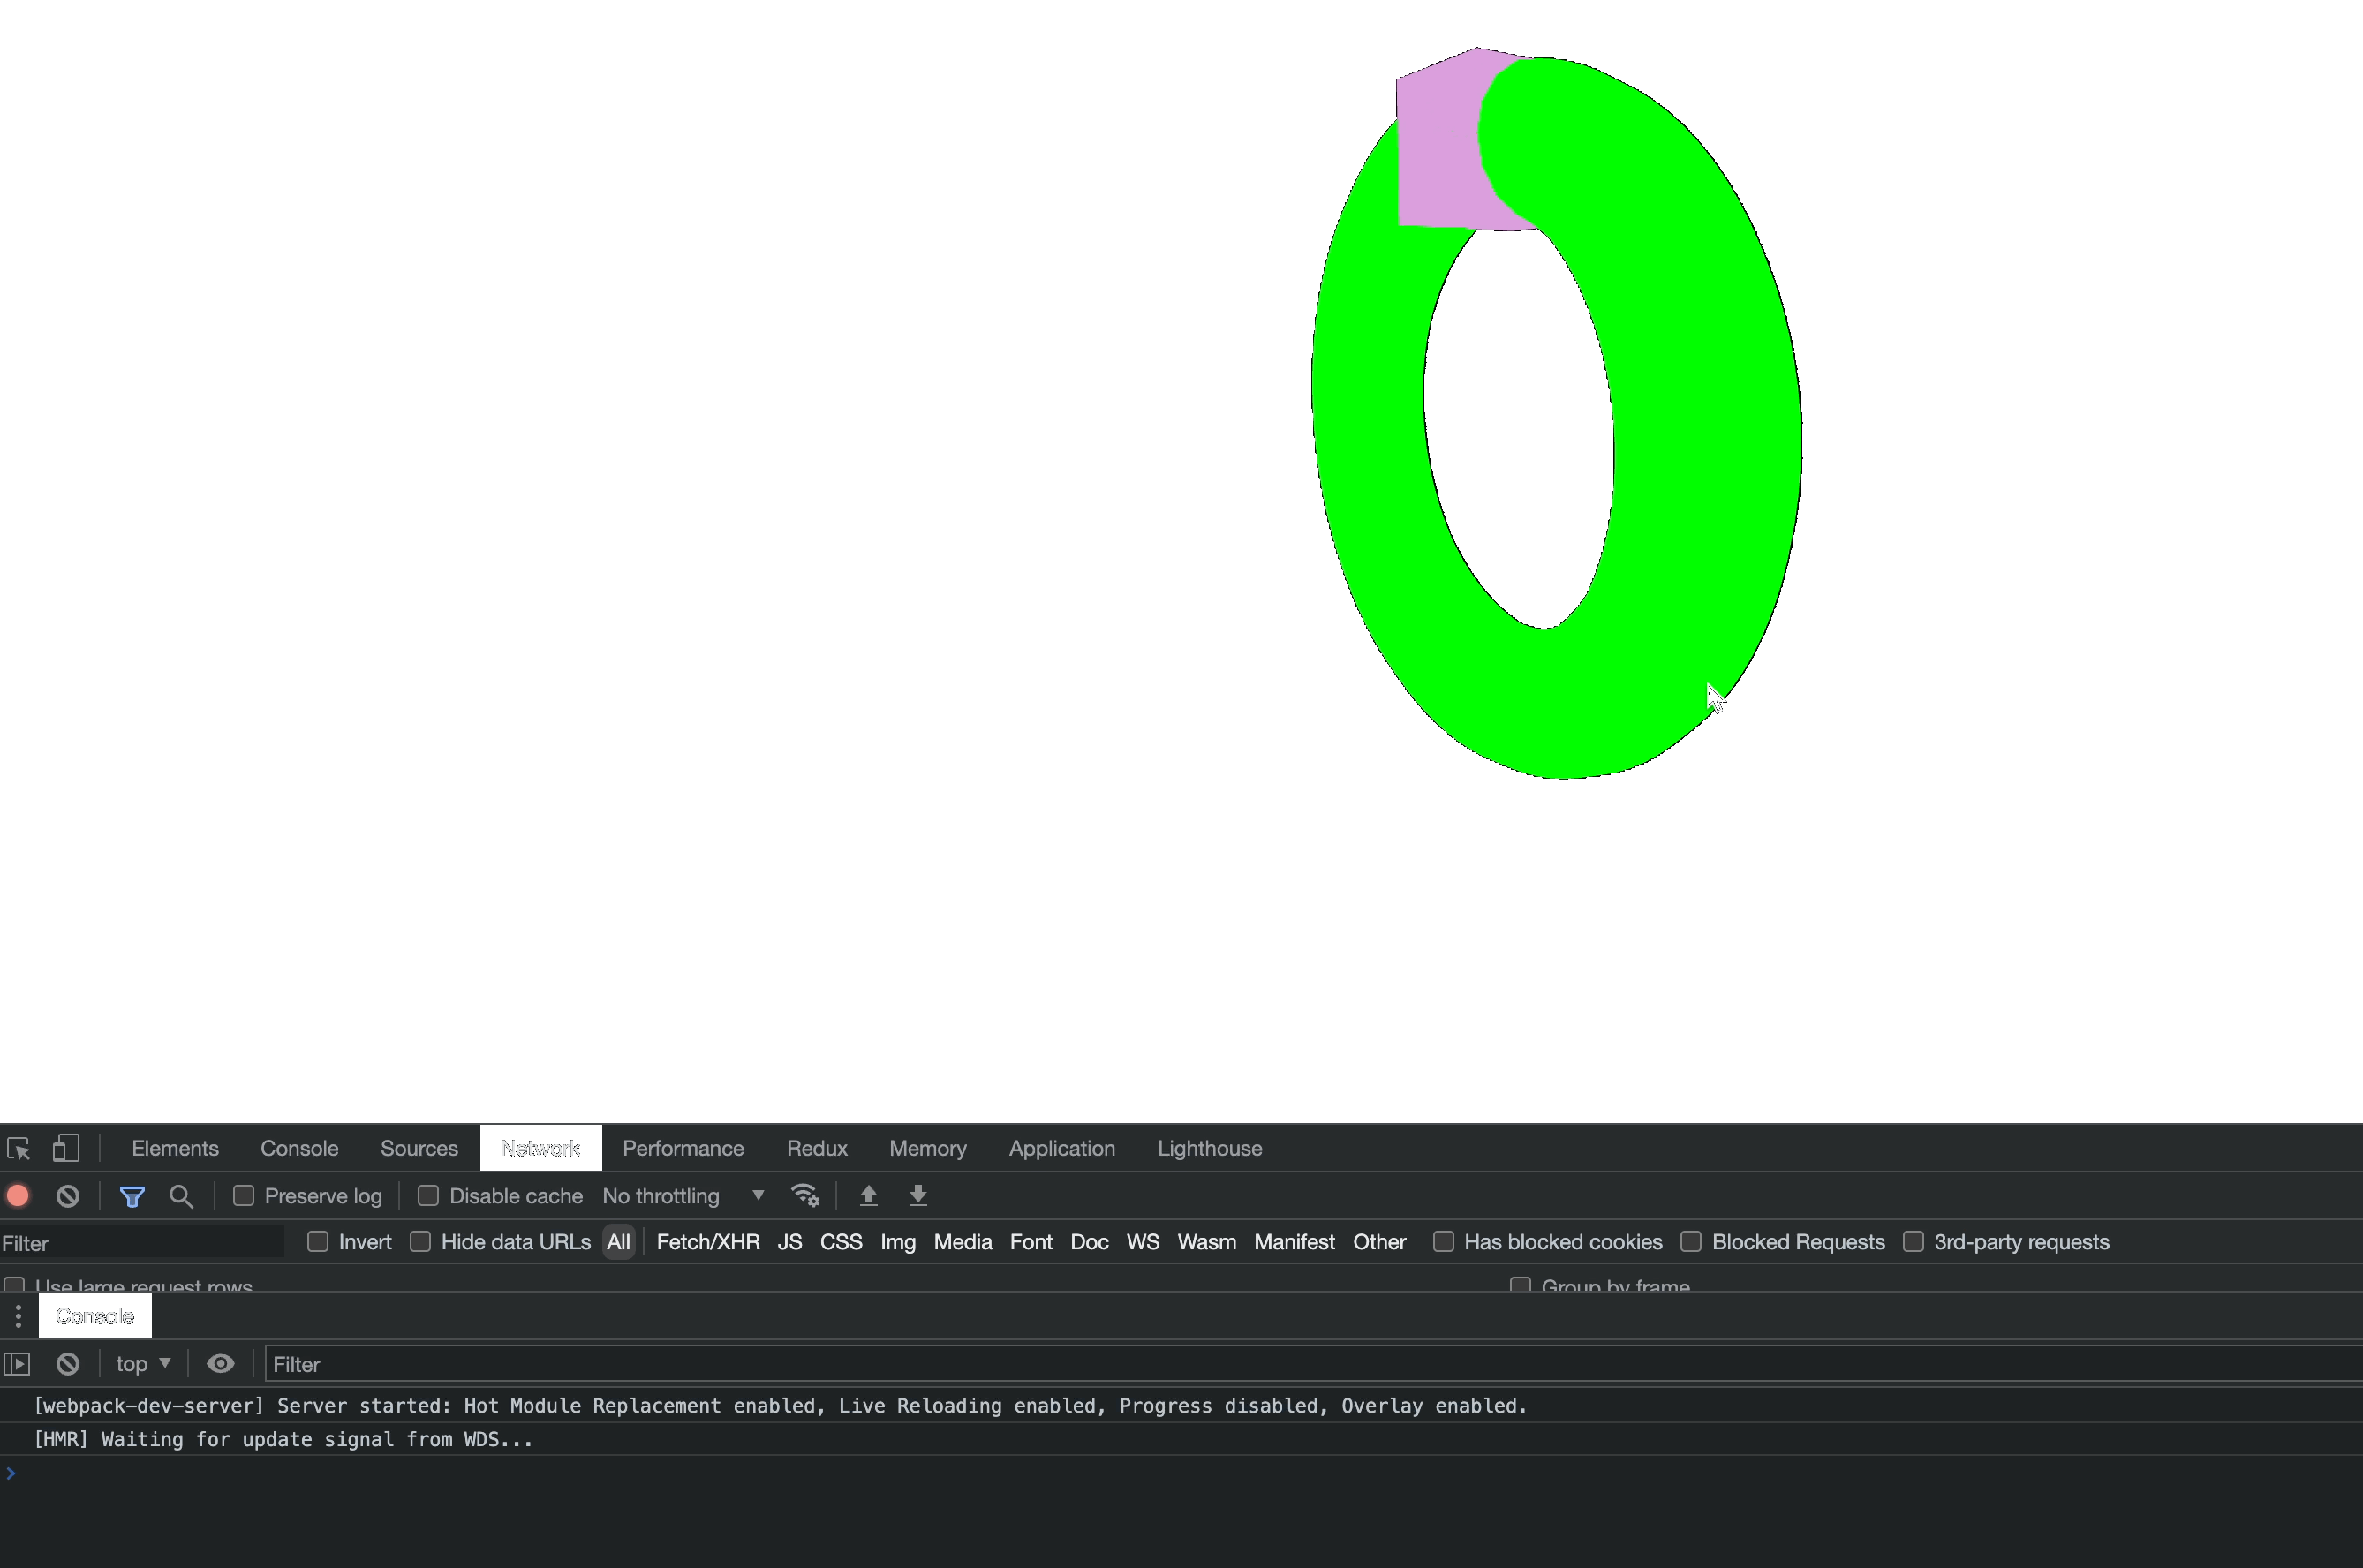 Elements Console Sources Network Performance Redux Memory Application Lighthouse
Preserve log Disable cache No throttling
Filter Invert Hide data URLs All Fetch/XHR JS CSS Img Media Font Doc WS Wasm Manifest Other Has blocked cookies Blocked Requests 3rd-party requests
Use large request rows Group by frame
Console
top Filter
[webpack-dev-server] Server started: Hot Module Replacement enabled, Live Reloading enabled, Progress disabled, Overlay enabled.
[HMR] Waiting for update signal from WDS...